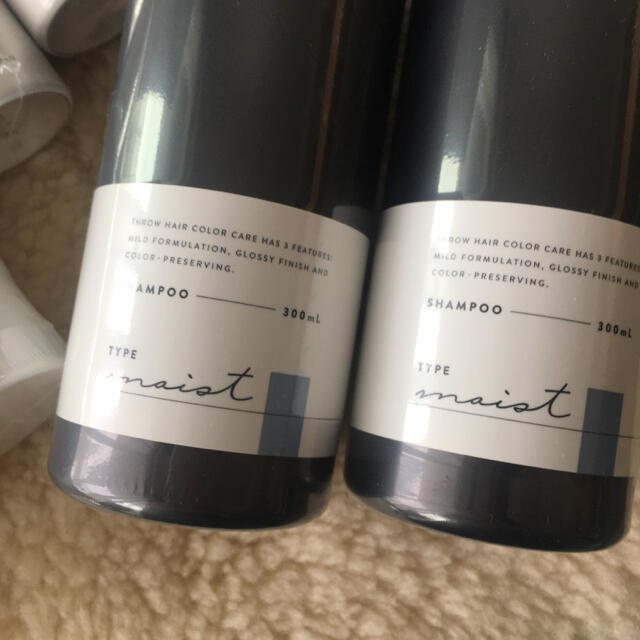 THROW HAIR COLOR CARE HAS 3 FEATURES:
MILD FORMULATION, GLOSSY FINISH AND
COLOR-PRESERVING.
SHAMPOO 300mL
TYPE
maist
THROW HAIR COLOR CARE HAS 3 FEATURES
MILD FORMULATION, GLOSSY FINISH AN
COLOR-PRESERVING.
SHAMPOO 300mL
TYPE
maist